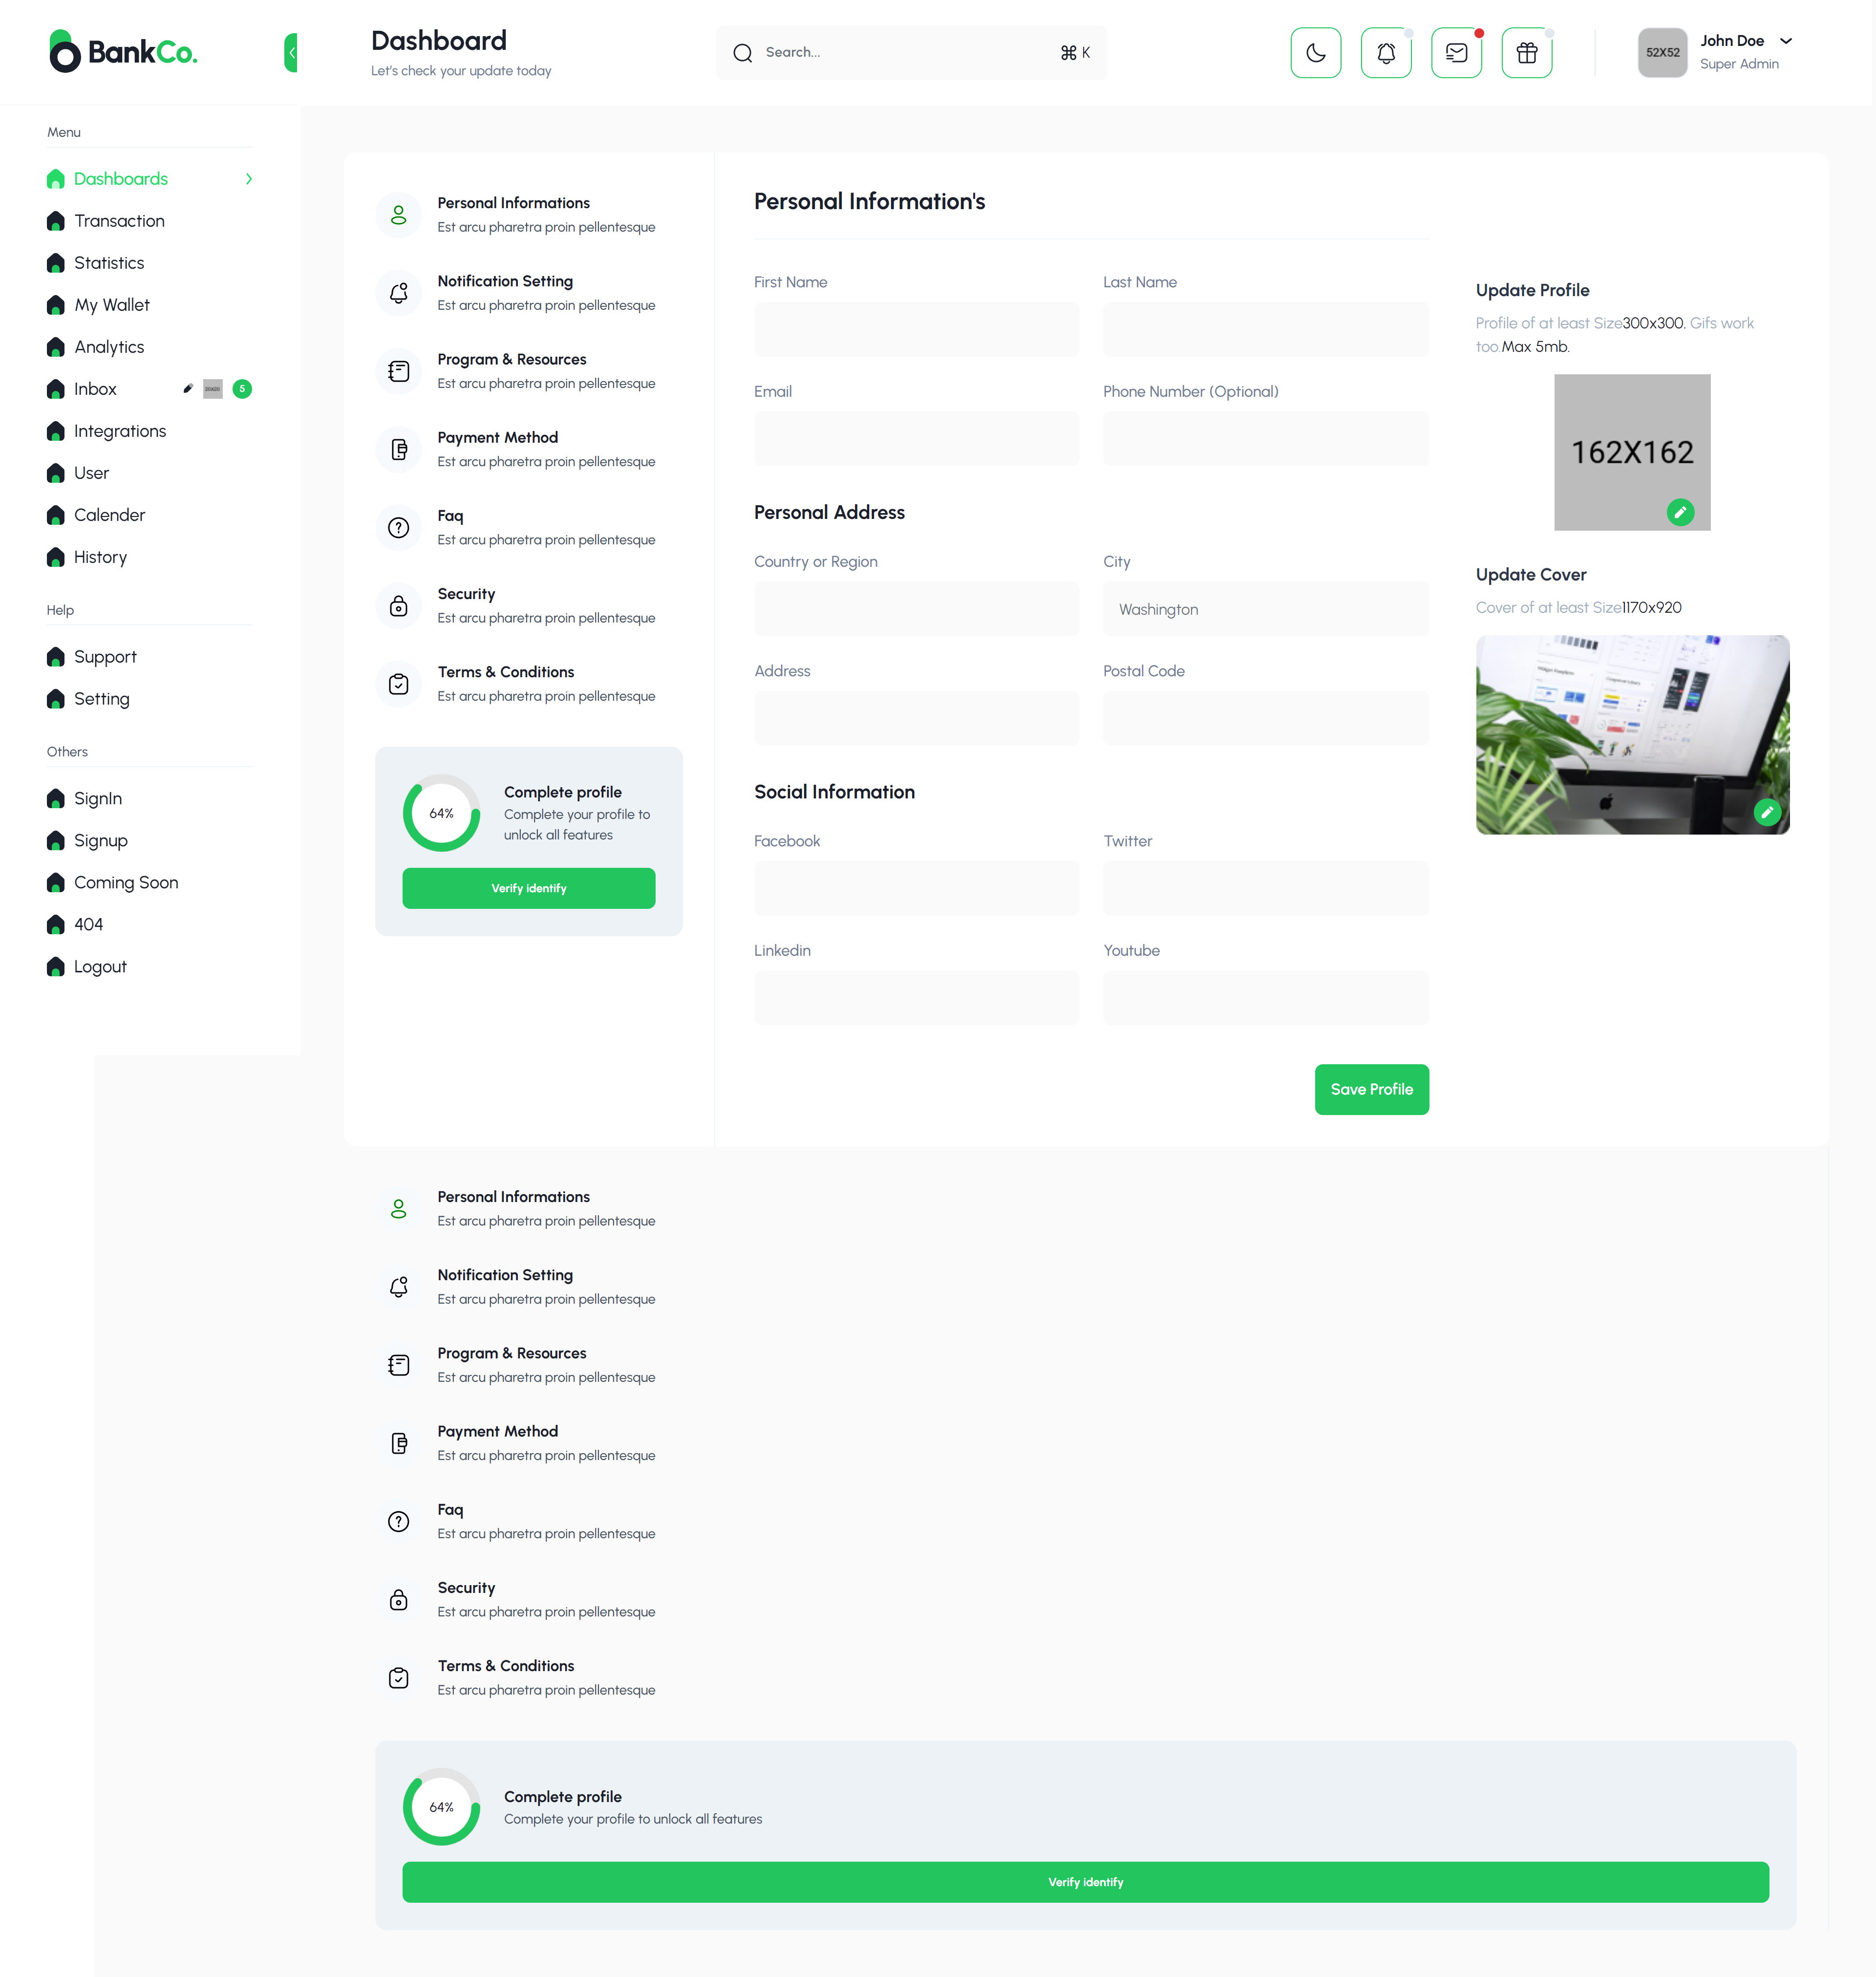 BankCo.
Dashboard
Let's check your update today
Search...
⌘ K
52X52
John Doe
Super Admin
Menu
Dashboards
Transaction
Statistics
My Wallet
Analytics
Inbox
5
Integrations
User
Calender
History
Help
Support
Setting
Others
SignIn
Signup
Coming Soon
404
Logout
Personal Informations
Est arcu pharetra proin pellentesque
Notification Setting
Est arcu pharetra proin pellentesque
Program & Resources
Est arcu pharetra proin pellentesque
Payment Method
Est arcu pharetra proin pellentesque
Faq
Est arcu pharetra proin pellentesque
Security
Est arcu pharetra proin pellentesque
Terms & Conditions
Est arcu pharetra proin pellentesque
64%
Complete profile
Complete your profile to
unlock all features
Verify identify
Personal Information's
First Name
Last Name
Email
Phone Number (Optional)
Personal Address
Country or Region
City
Washington
Address
Postal Code
Social Information
Facebook
Twitter
Linkedin
Youtube
Save Profile
Update Profile
Profile of at least Size300x300. Gifs work
too.Max 5mb.
162X162
Update Cover
Cover of at least Size1170x920
Personal Informations
Est arcu pharetra proin pellentesque
Notification Setting
Est arcu pharetra proin pellentesque
Program & Resources
Est arcu pharetra proin pellentesque
Payment Method
Est arcu pharetra proin pellentesque
Faq
Est arcu pharetra proin pellentesque
Security
Est arcu pharetra proin pellentesque
Terms & Conditions
Est arcu pharetra proin pellentesque
64%
Complete profile
Complete your profile to unlock all features
Verify identify